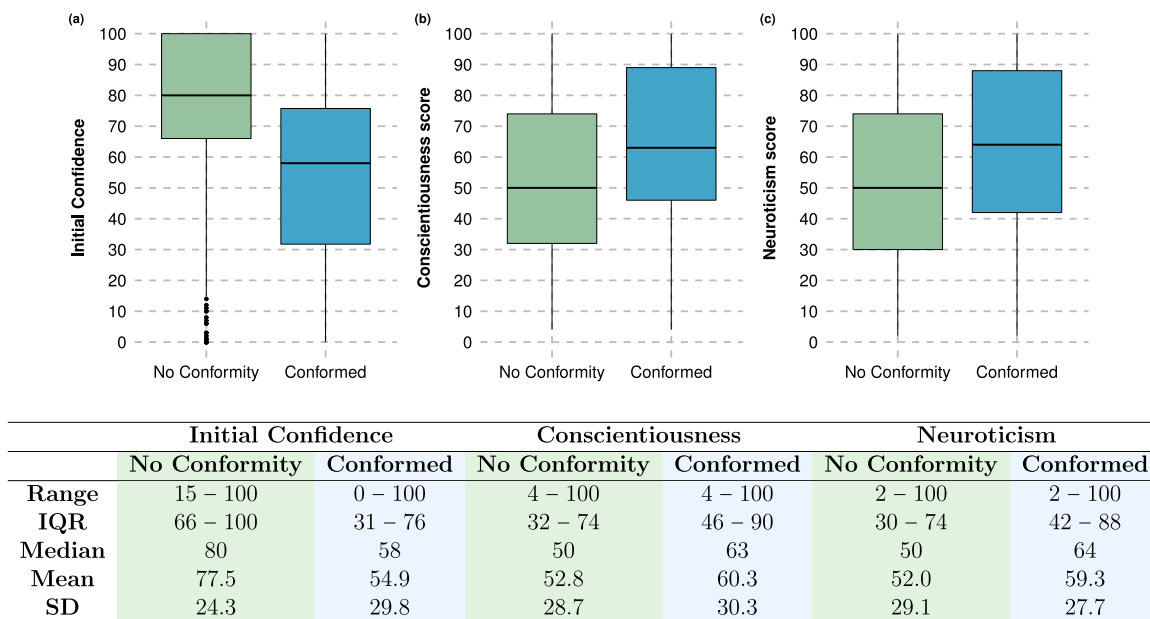 (a)
Initial Confidence
100
90
80
70
60
50
40
30
20
10
0
No Conformity Conformed
(b)
Conscientiousness score
100
90
80
70
60
50
40
30
20
10
0
No Conformity Conformed
(c)
Neuroticism score
100
90
80
70
60
50
40
30
20
10
0
No Conformity Conformed
Initial Confidence Conscientiousness Neuroticism
No Conformity Conformed No Conformity Conformed No Conformity Conformed
Range 15 – 100 0 – 100 4 – 100 4 – 100 2 – 100 2 – 100
IQR 66 – 100 31 – 76 32 – 74 46 – 90 30 – 74 42 – 88
Median 80 58 50 63 50 64
Mean 77.5 54.9 52.8 60.3 52.0 59.3
SD 24.3 29.8 28.7 30.3 29.1 27.7